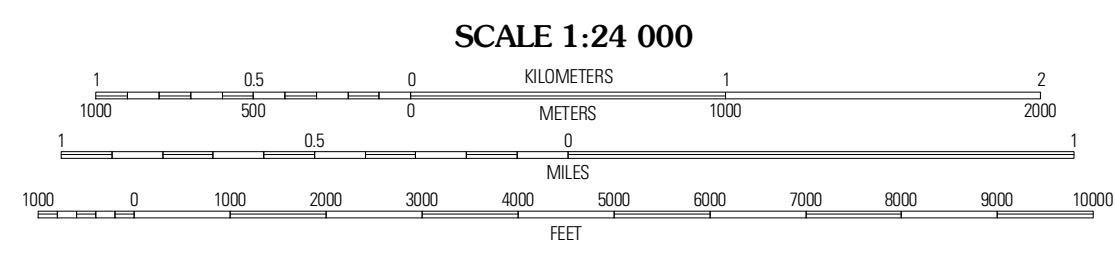 SCALE 1:24 000
1 0.5 0 KILOMETERS 1 2
1000 500 0 METERS 1000 2000
1 0.5 0 1
MILES
1000 0 1000 2000 3000 4000 5000 6000 7000 8000 9000 10000
FEET